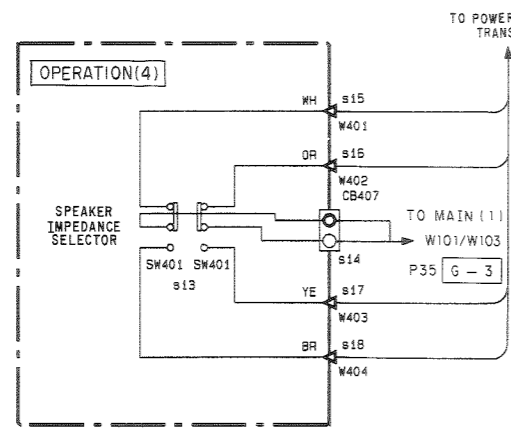 TO POWER
TRANS
OPERATION(4)
WH s15
W401
OR s16
W402
CB407
SPEAKER
IMPEDANCE
SELECTOR
TO MAIN (1)
W101/W103
s14
SW401 SW401
s13
P35 G - 3
YE s17
W403
BR s18
W404